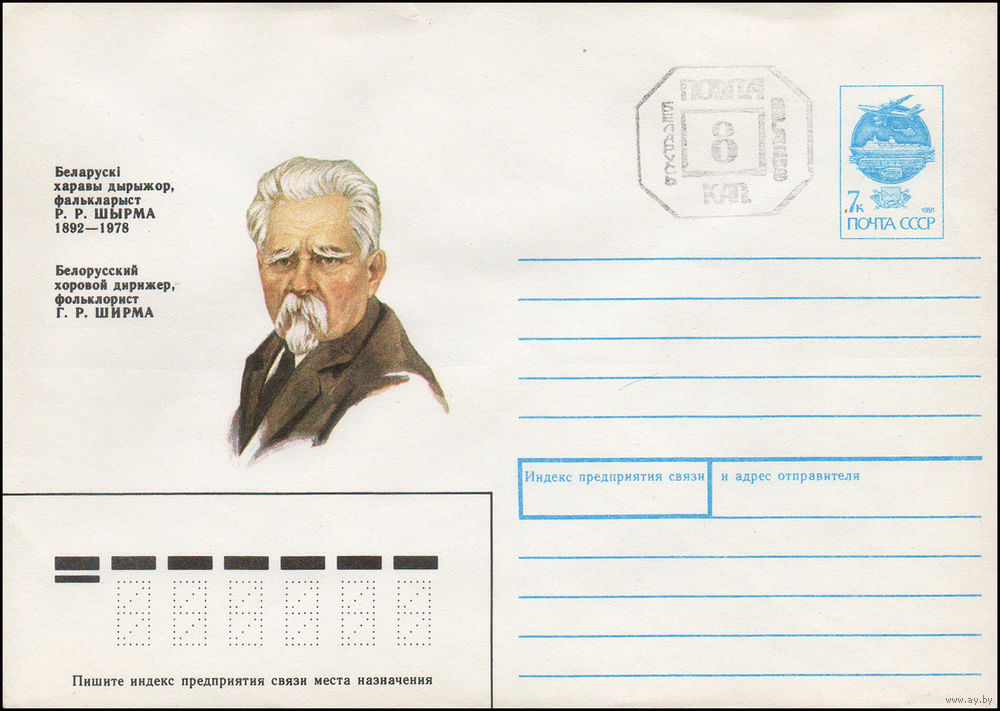 Беларускі
харавы дырыжор,
фалькларыст
Р. Р. ШЫРМА
1892—1978
Белорусский
хоровой дирижер,
фольклорист
Г. Р. ШИРМА
ПОШТА
8
КАП.
БЕЛАРУСЬ
7к
1991
ПОЧТА СССР
Индекс предприятия связи и адрес отправителя
Пишите индекс предприятия связи места назначения
www.ay.by